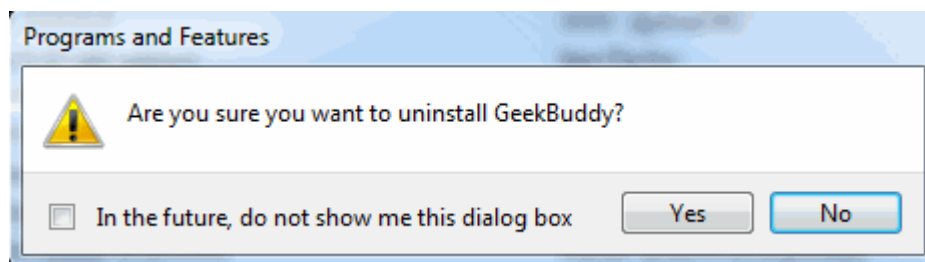 Programs and Features
Are you sure you want to uninstall GeekBuddy?
In the future, do not show me this dialog box
Yes
No